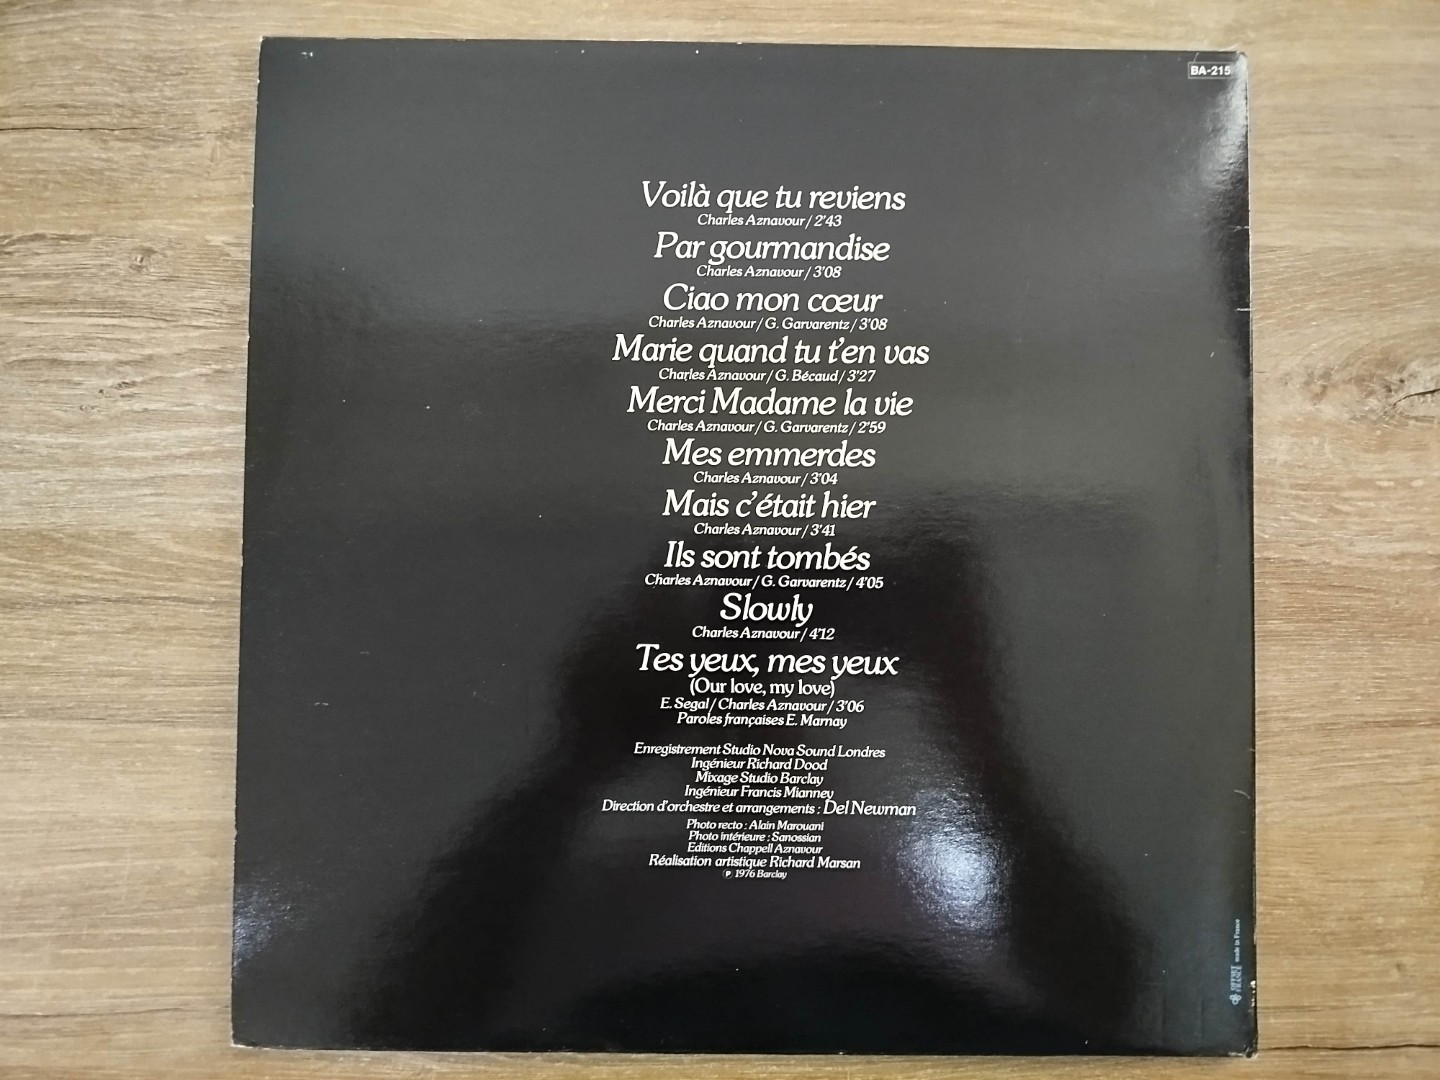 BA-215
Voilà que tu reviens
Charles Aznavour / 2'43
Par gourmandise
Charles Aznavour / 3'08
Ciao mon cœur
Charles Aznavour / G. Garvarentz / 3'08
Marie quand tu t'en vas
Charles Aznavour / G. Bécaud / 3'27
Merci Madame la vie
Charles Aznavour / G. Garvarentz / 2'59
Mes emmerdes
Charles Aznavour / 3'04
Mais c'était hier
Charles Aznavour / 3'41
Ils sont tombés
Charles Aznavour / G. Garvarentz / 4'05
Slowly
Charles Aznavour / 4'12
Tes yeux, mes yeux
(Our love, my love)
E. Segal / Charles Aznavour / 3'06
Paroles françaises E. Marnay
Enregistrement Studio Nova Sound Londres
Ingénieur Richard Dood
Mixage Studio Barclay
Ingénieur Francis Mianney
Direction d'orchestre et arrangements : Del Newman
Photo recto : Alain Marouani
Photo intérieure : Sanossian
Editions Chappell Aznavour
Réalisation artistique Richard Marsan
℗ 1976 Barclay
made in France